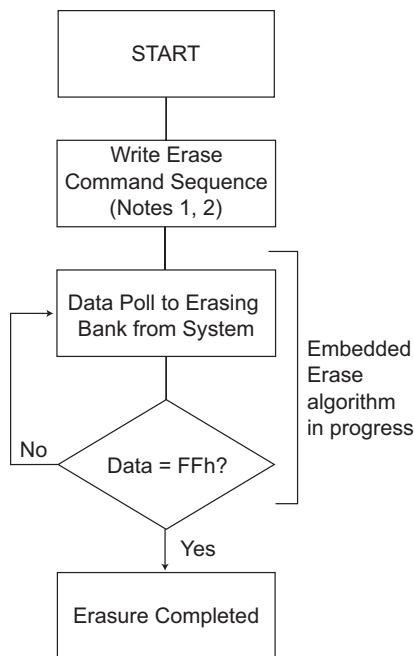 START
Write Erase
Command Sequence
(Notes 1, 2)
Data Poll to Erasing
Bank from System
Embedded
Erase
algorithm
in progress
No
Data = FFh?
Yes
Erasure Completed